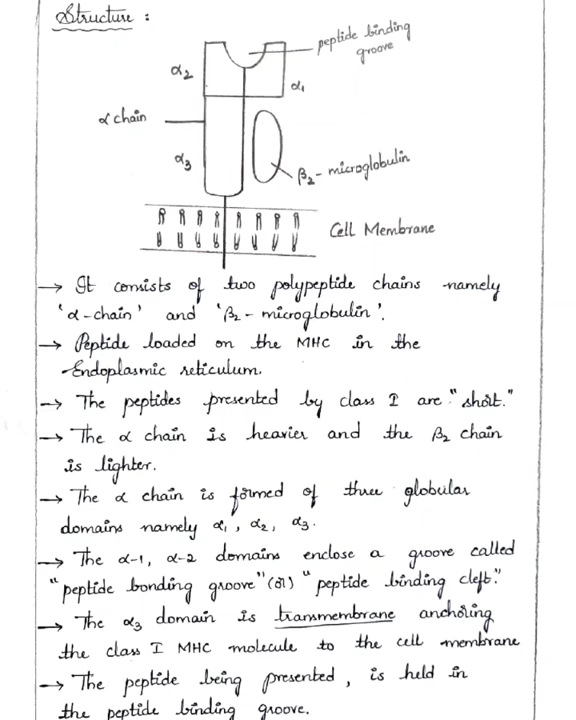 Structure :
peptide binding
groove
α2
α1
α chain
α3
β2 - microglobulin
Cell Membrane
→ It consists of two polypeptide chains namely
'α-chain' and 'β2 - microglobulin'.
→ Peptide loaded on the MHC in the
Endoplasmic reticulum.
→ The peptides presented by class I are "short."
→ The α chain is heavier and the β2 chain
is lighter.
→ The α chain is formed of three globular
domains namely α1, α2, α3.
→ The α-1, α-2 domains enclose a groove called
"peptide bonding groove" (or) "peptide binding cleft."
→ The α3 domain is transmembrane anchoring
the class I MHC molecule to the cell membrane
→ The peptide being presented, is held in
the peptide binding groove.